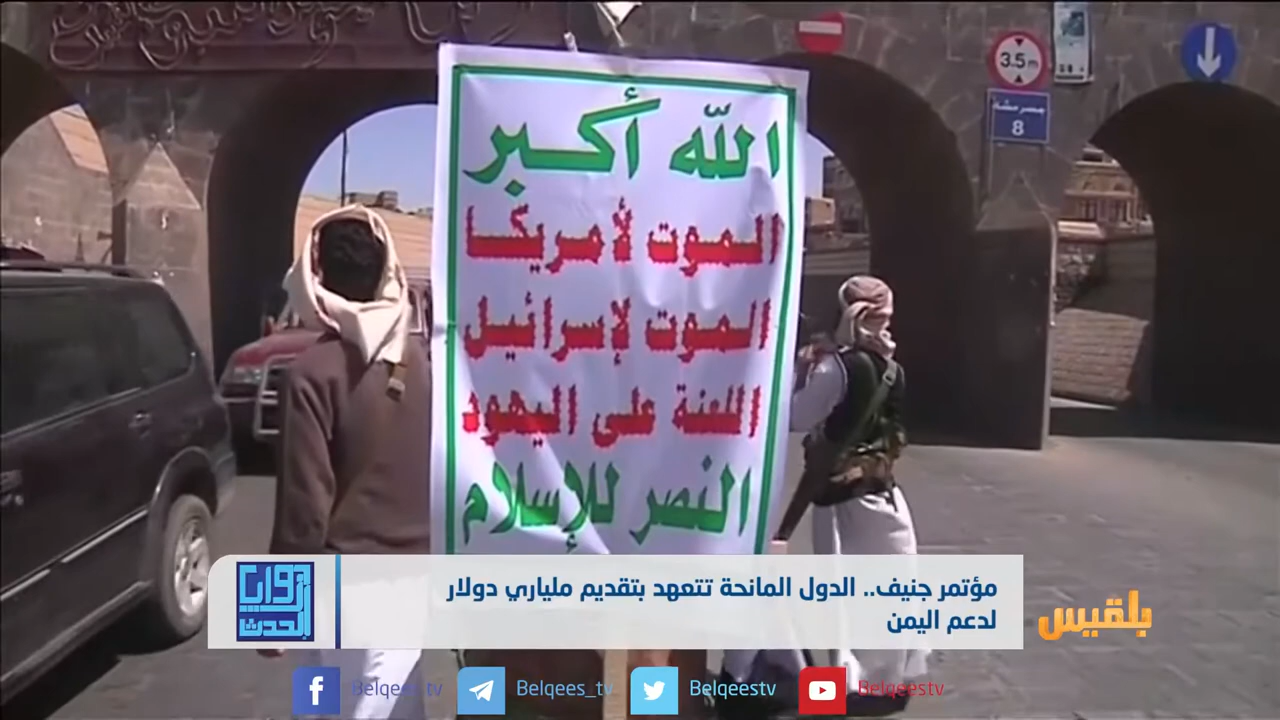 3.5m
8
الله أكبر
الموت لأمريكا
الموت لإسرائيل
اللعنة على اليهود
النصر للإسلام
مؤتمر جنيف.. الدول المانحة تتعهد بتقديم ملياري دولار
لدعم اليمن
الحدث
بلقيس
Belqees_tv
Belqees_tv
Belqeestv
Belqeestv